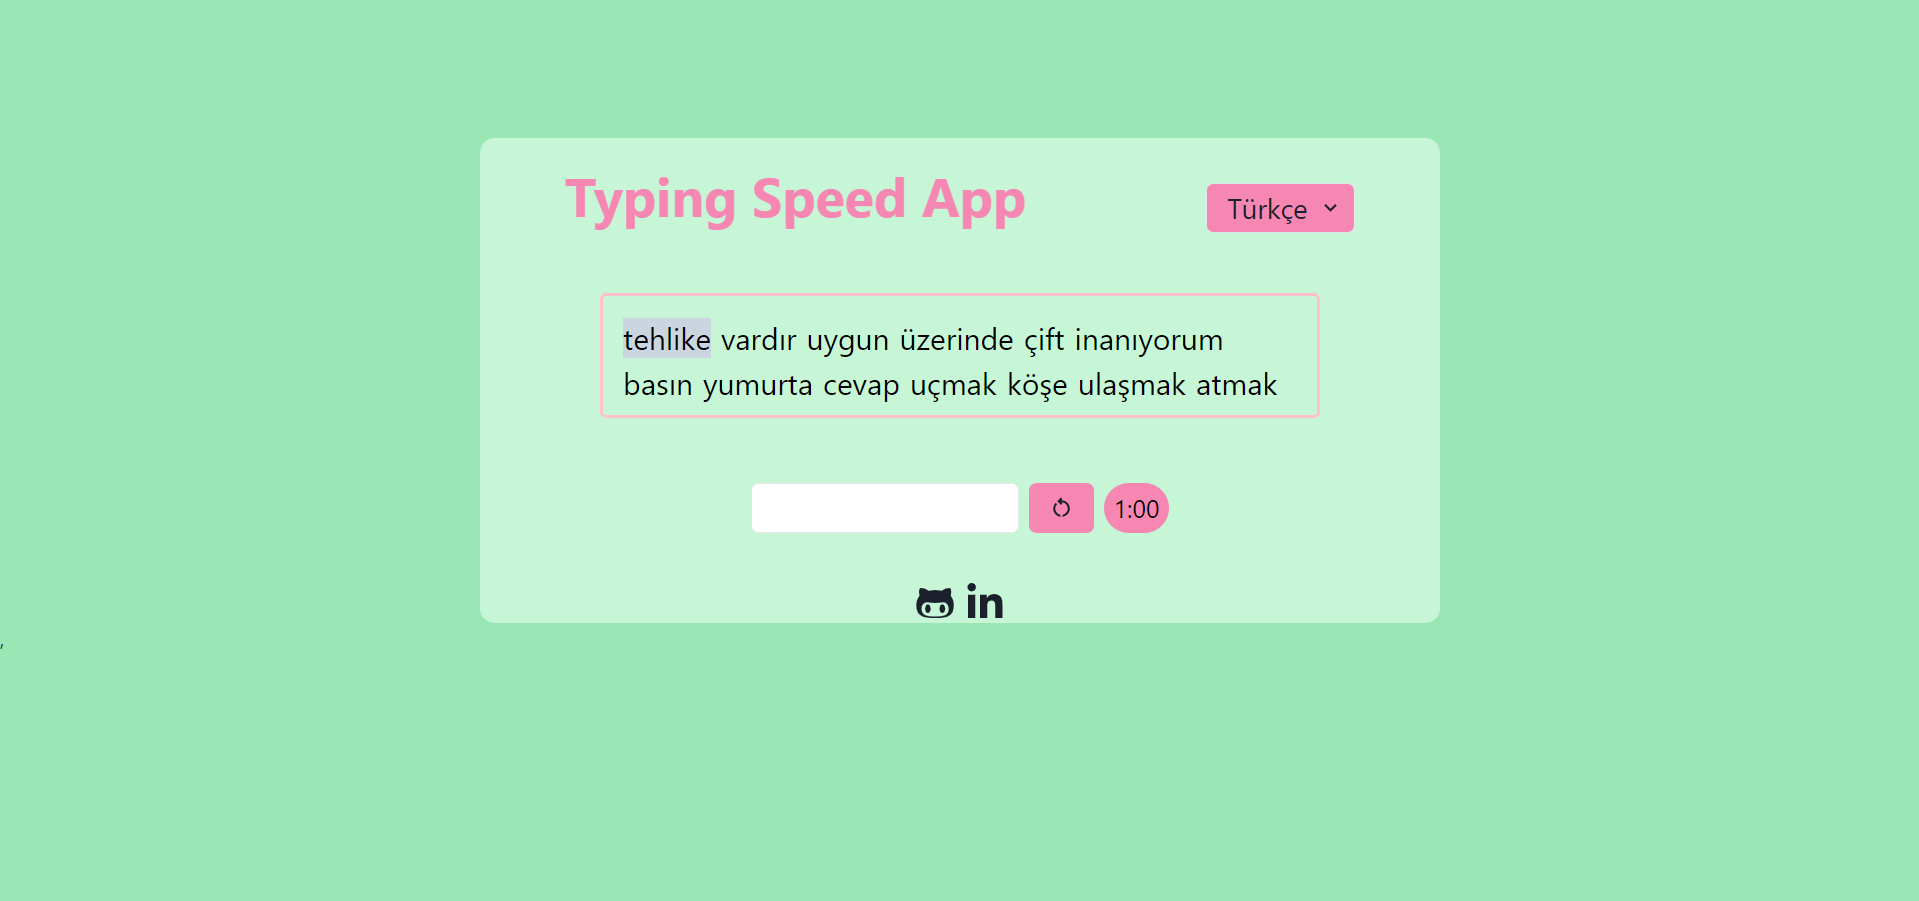 Typing Speed App
Türkçe
tehlike vardır uygun üzerinde çift inanıyorum
basın yumurta cevap uçmak köşe ulaşmak atmak
1:00
in
,